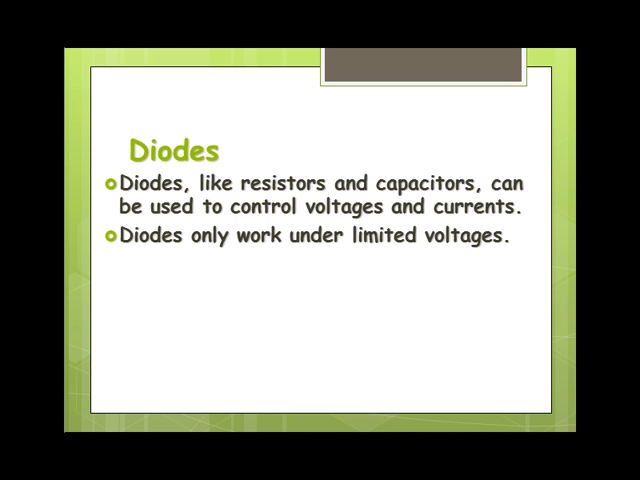 Diodes
Diodes, like resistors and capacitors, can
be used to control voltages and currents.
Diodes only work under limited voltages.